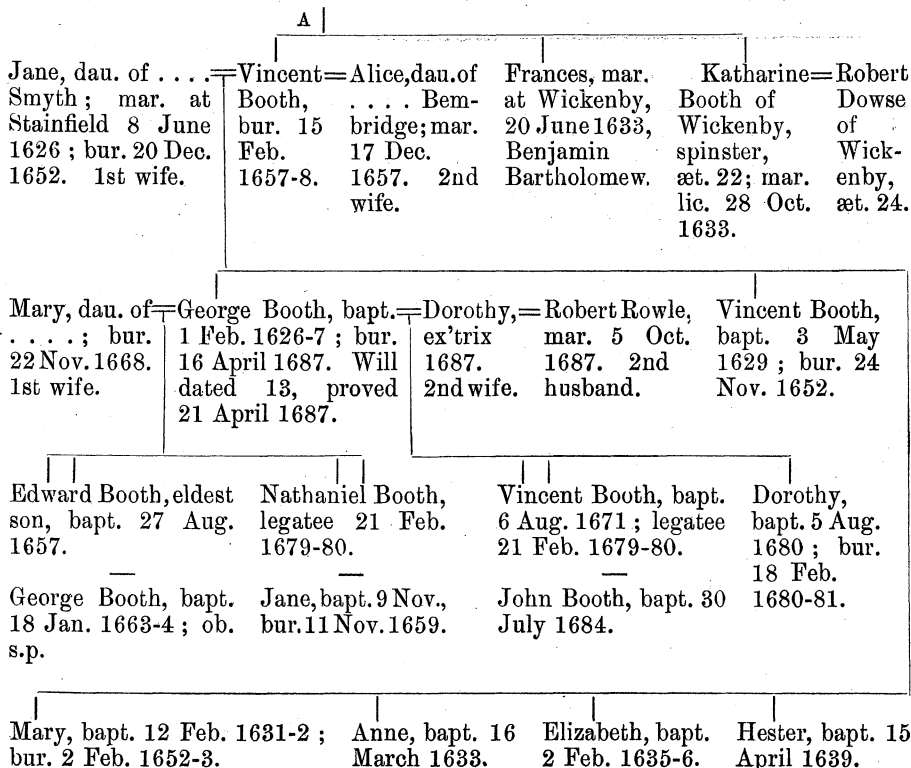 A
Jane, dau. of . . . .
Smyth ; mar. at
Stainfield 8 June
1626 ; bur. 20 Dec.
1652. 1st wife.
=Vincent=
Booth,
bur. 15
Feb.
1657-8.
Alice, dau. of
. . . . Bem-
bridge; mar.
17 Dec.
1657. 2nd
wife.
Frances, mar.
at Wickenby,
20 June 1633,
Benjamin
Bartholomew.
Katharine=
Booth of
Wickenby,
spinster,
æt. 22; mar.
lic. 28 Oct.
1633.
Robert
Dowse
of
Wick-
enby,
æt. 24.
Mary, dau. of=
. . . . ; bur.
22 Nov. 1668.
1st wife.
George Booth, bapt.=
1 Feb. 1626-7 ; bur.
16 April 1687. Will
dated 13, proved
21 April 1687.
Dorothy,=
ex'trix
1687.
2nd wife.
Robert Rowle,
mar. 5 Oct.
1687. 2nd
husband.
Vincent Booth,
bapt. 3 May
1629 ; bur. 24
Nov. 1652.
Edward Booth, eldest
son, bapt. 27 Aug.
1657.
—
George Booth, bapt.
18 Jan. 1663-4 ; ob.
s.p.
Nathaniel Booth,
legatee 21 Feb.
1679-80.
—
Jane, bapt. 9 Nov.,
bur. 11 Nov. 1659.
Vincent Booth, bapt.
6 Aug. 1671 ; legatee
21 Feb. 1679-80.
—
John Booth, bapt. 30
July 1684.
Dorothy,
bapt. 5 Aug.
1680 ; bur.
18 Feb.
1680-81.
Mary, bapt. 12 Feb. 1631-2 ;
bur. 2 Feb. 1652-3.
Anne, bapt. 16
March 1633.
Elizabeth, bapt.
2 Feb. 1635-6.
Hester, bapt. 15
April 1639.